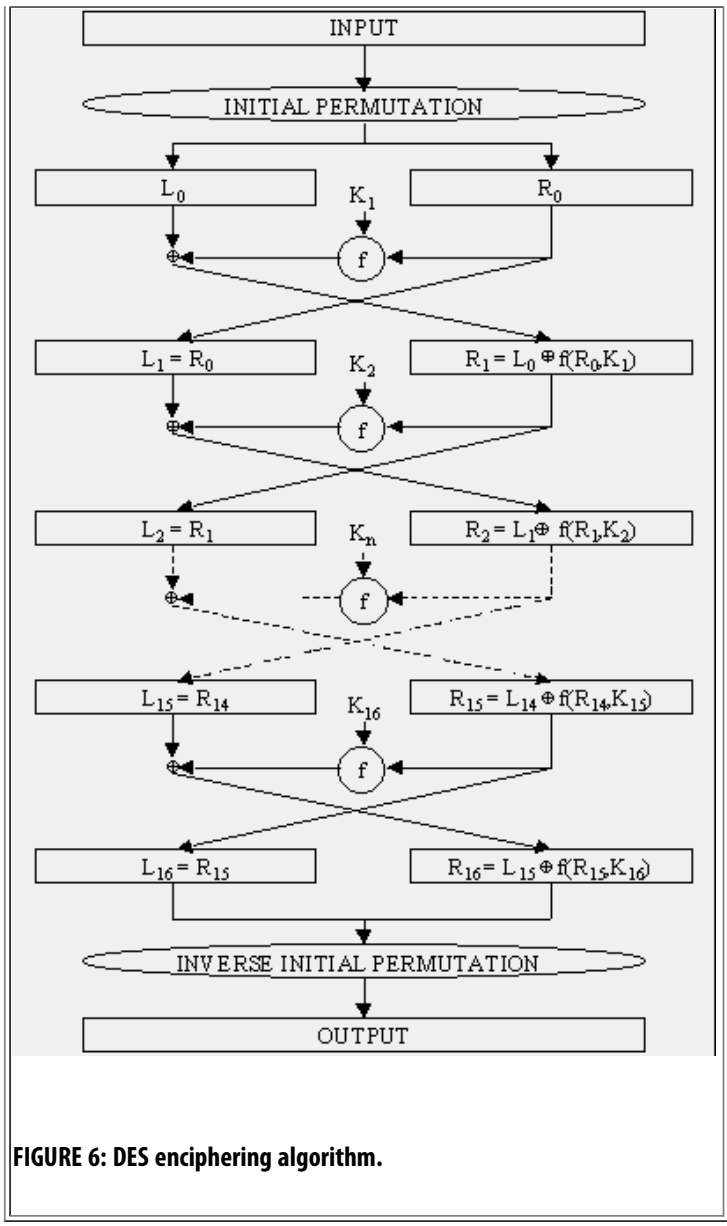 INPUT
INITIAL PERMUTATION
L₀
K₁
R₀
⊕
f
L₁ = R₀
K₂
R₁ = L₀ ⊕ f(R₀,K₁)
⊕
f
L₂ = R₁
Kₙ
R₂ = L₁⊕ f(R₁,K₂)
⊕
f
L₁₅ = R₁₄
K₁₆
R₁₅ = L₁₄ ⊕ f(R₁₄,K₁₅)
⊕
f
L₁₆ = R₁₅
R₁₆ = L₁₅ ⊕ f(R₁₅,K₁₆)
INVERSE INITIAL PERMUTATION
OUTPUT
FIGURE 6: DES enciphering algorithm.